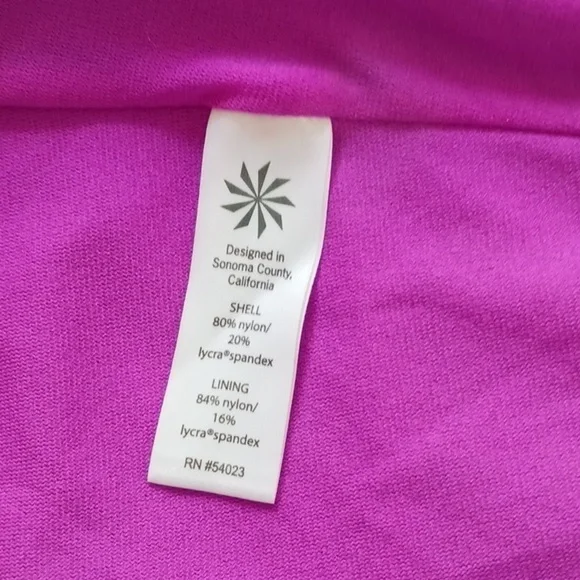 Designed in
Sonoma County,
California
SHELL
80% nylon/
20%
lycra®spandex
LINING
84% nylon/
16%
lycra®spandex
RN #54023